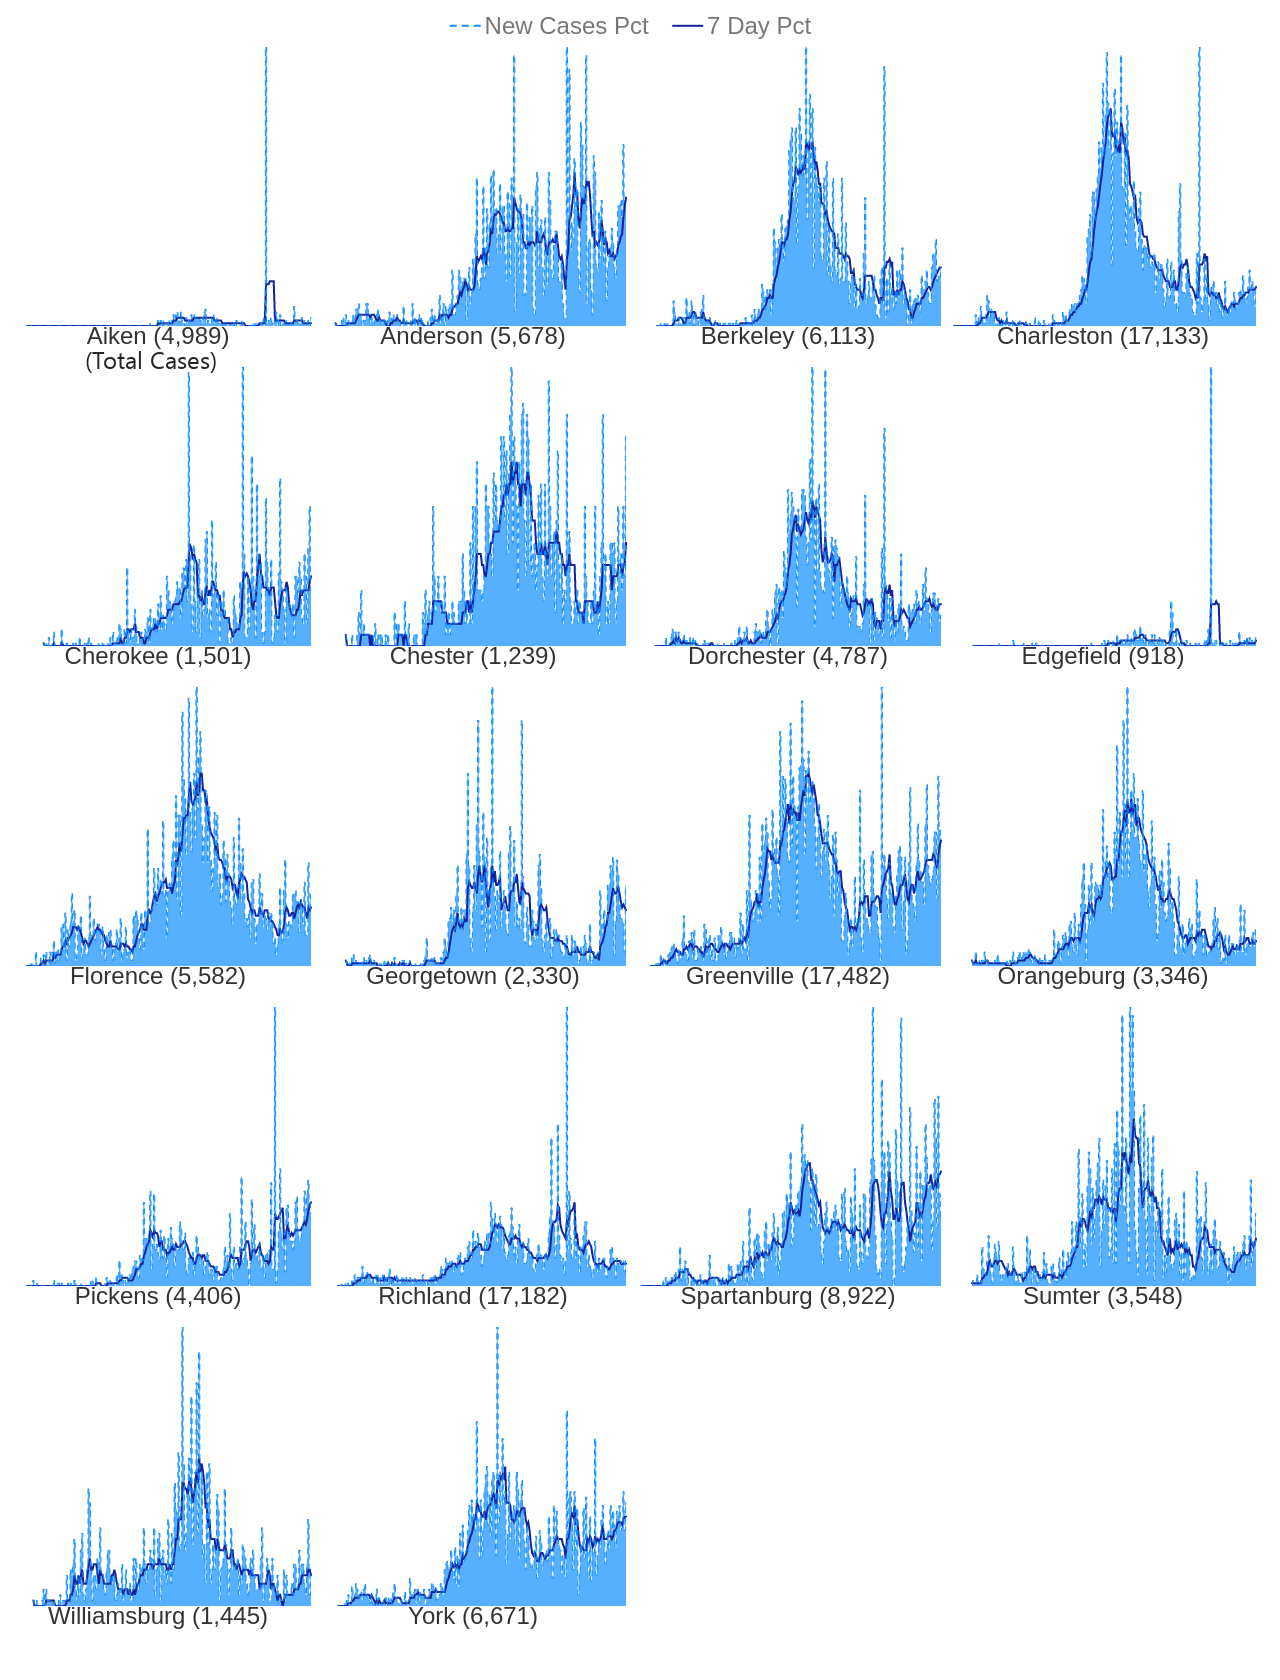 New Cases Pct 7 Day Pct
Aiken (4,989) Anderson (5,678) Berkeley (6,113) Charleston (17,133)
(Total Cases)
Cherokee (1,501) Chester (1,239) Dorchester (4,787) Edgefield (918)
Florence (5,582) Georgetown (2,330) Greenville (17,482) Orangeburg (3,346)
Pickens (4,406) Richland (17,182) Spartanburg (8,922) Sumter (3,548)
Williamsburg (1,445) York (6,671)